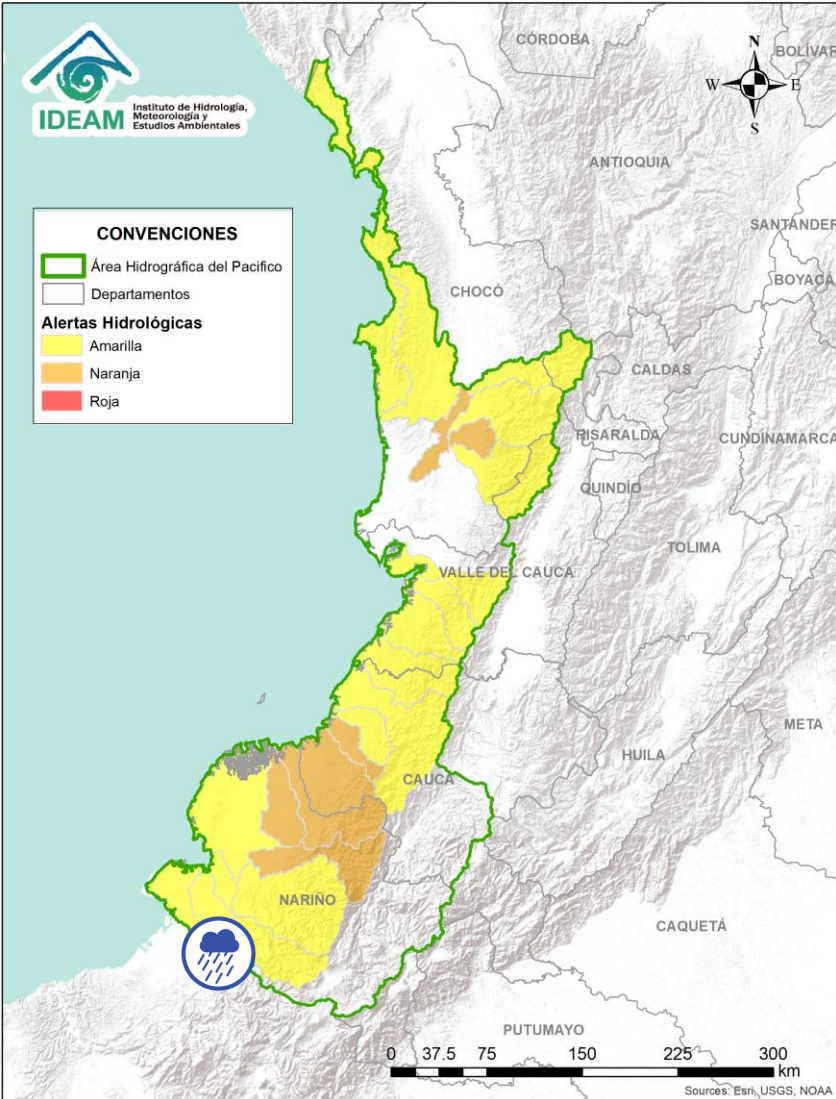 IDEAM
Instituto de Hidrología,
Meteorología y
Estudios Ambientales
CONVENCIONES
Área Hidrográfica del Pacifico
Departamentos
Alertas Hidrológicas
Amarilla
Naranja
Roja
N
W
E
S
CÓRDOBA
BOLÍVAR
ANTIOQUIA
SANTANDER
BOYACÁ
CHOCÓ
CALDAS
RISARALDA
CUNDINAMARCA
QUINDÍO
TOLIMA
VALLE DEL CAUCA
META
HUILA
CAUCA
NARIÑO
CAQUETÁ
PUTUMAYO
0 37.5 75 150 225 300
km
Sources: Esri, USGS, NOAA